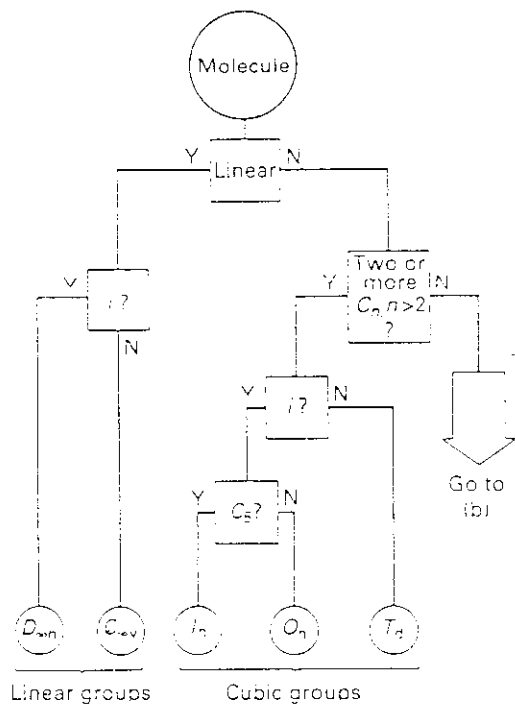 Molecule
Y
Linear
N
Two or
more
Cn, n>2
?
Y
N
Y
i?
N
Y
i?
N
Go to
(b)
Y
C5?
N
D∞h
C∞v
Ih
Oh
Td
Linear groups
Cubic groups